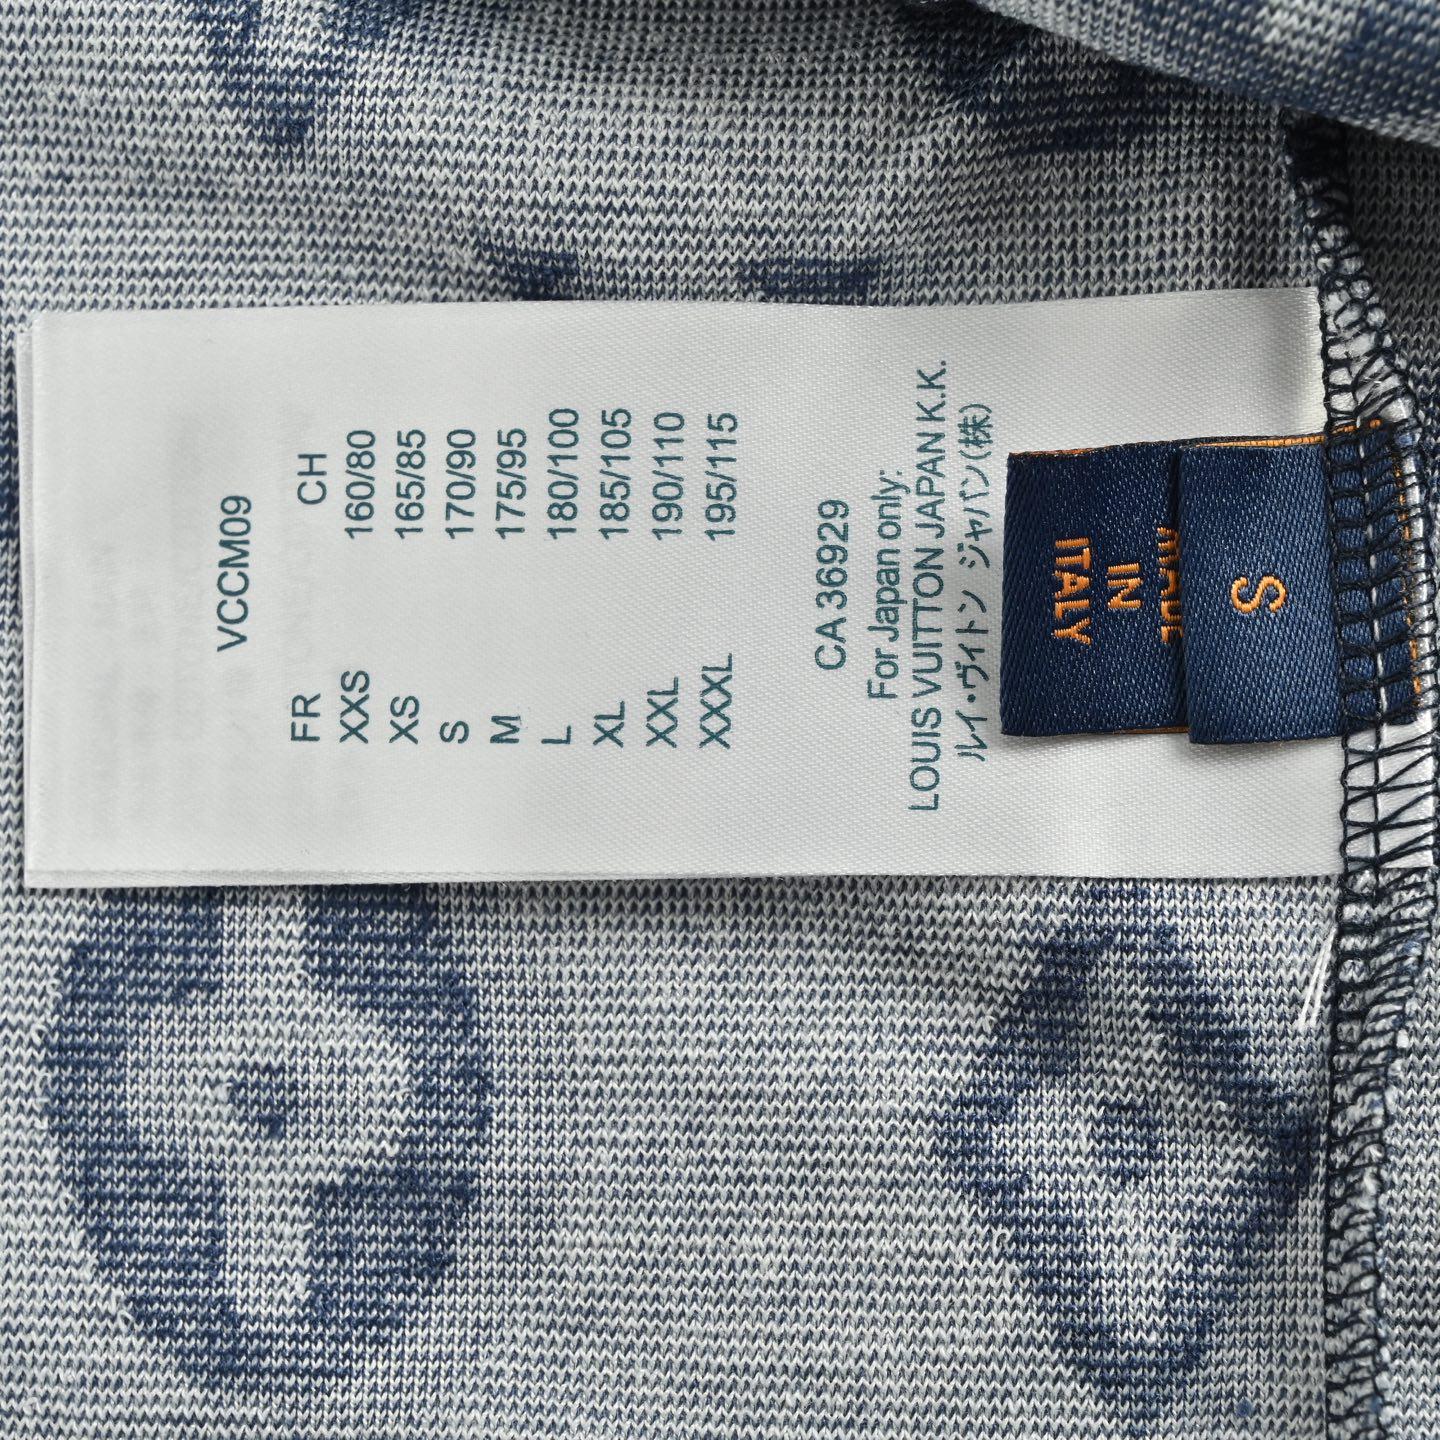 VCCM09
FR CH
XXS 160/80
XS 165/85
S 170/90
M 175/95
L 180/100
XL 185/105
XXL 190/110
XXXL 195/115
CA 36929
For Japan only:
LOUIS VUITTON JAPAN K.K.
ルイ・ヴィトン ジャパン(株)
S
MADE
IN
ITALY